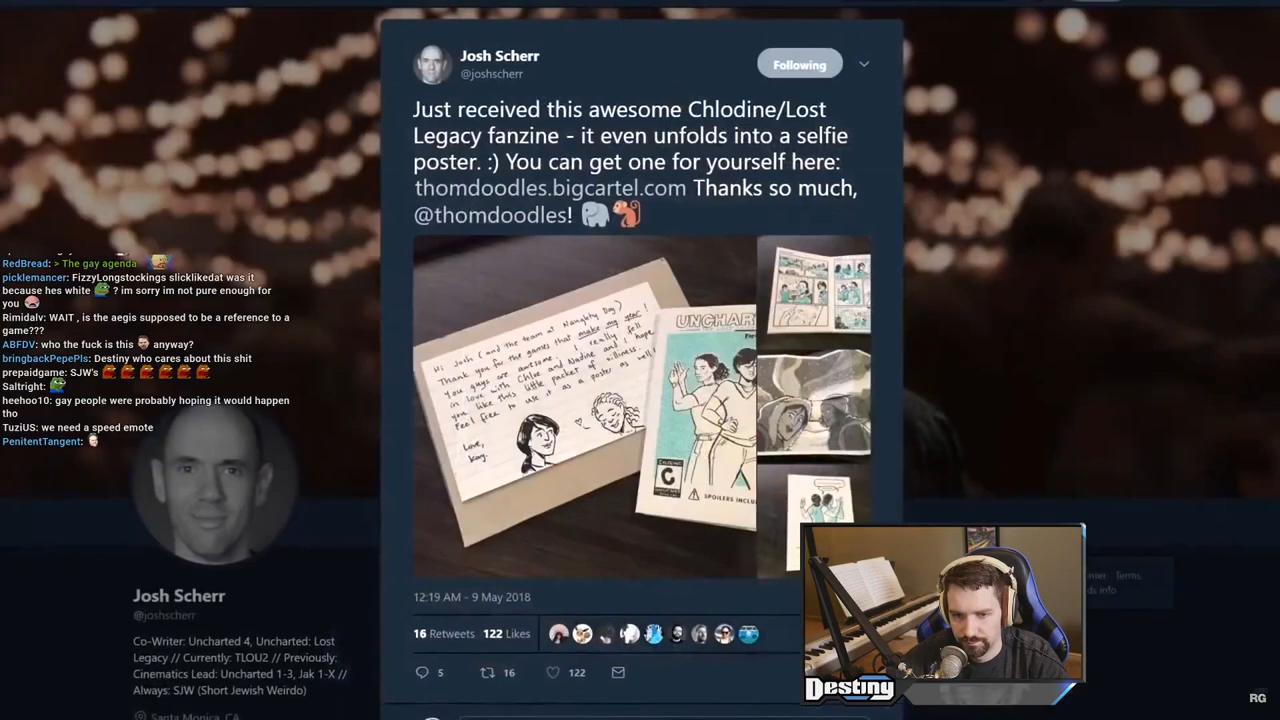 Josh Scherr
@joshscherr
Following
Just received this awesome Chlodine/Lost
Legacy fanzine - it even unfolds into a selfie
poster. :) You can get one for yourself here:
thomdoodles.bigcartel.com Thanks so much,
@thomdoodles!
Hi Josh (and the team at Naughty Dog)
Thank you for the games that make my year!
You guys are awesome. I really fell
in love with Chloe and Nadine and I hope
you like this little packet of silliness.
Feel free to use it as a poster as well!
Love,
Kay.
UNCHAR
C
SPOILERS INCLU
12:19 AM - 9 May 2018
16 Retweets 122 Likes
5 16 122
RedBread: > The gay agenda
picklemancer: FizzyLongstockings slicklikedat was it
because hes white ? im sorry im not pure enough for
you
Rimidalv: WAIT , is the aegis supposed to be a reference to a
game???
ABFDV: who the fuck is this anyway?
bringbackPepePls: Destiny who cares about this shit
prepaidgame: SJW's
Saltright:
heehoo10: gay people were probably hoping it would happen
tho
TuziUS: we need a speed emote
PenitentTangent:
Josh Scherr
@joshscherr
Co-Writer: Uncharted 4, Uncharted: Lost
Legacy // Currently: TLOU2 // Previously:
Cinematics Lead: Uncharted 1-3, Jak 1-X //
Always: SJW (Short Jewish Weirdo)
Santa Monica, CA
Terms
Destiny
RG